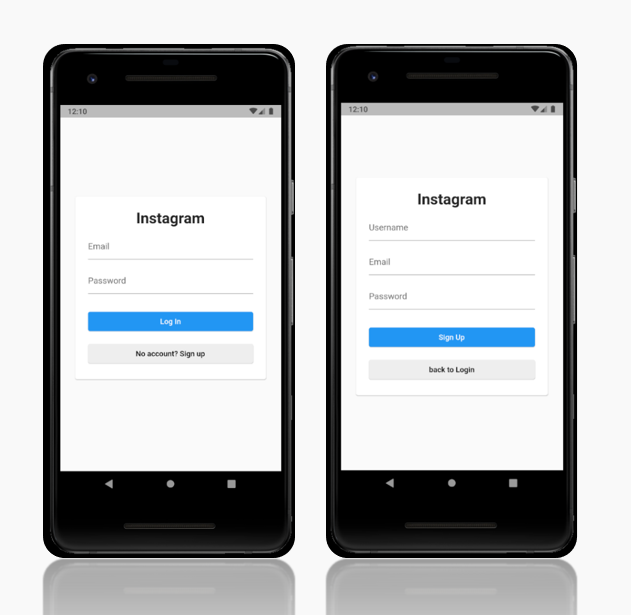 12:10
Instagram
Email
Password
Log In
No account? Sign up
12:10
Instagram
Username
Email
Password
Sign Up
back to Login